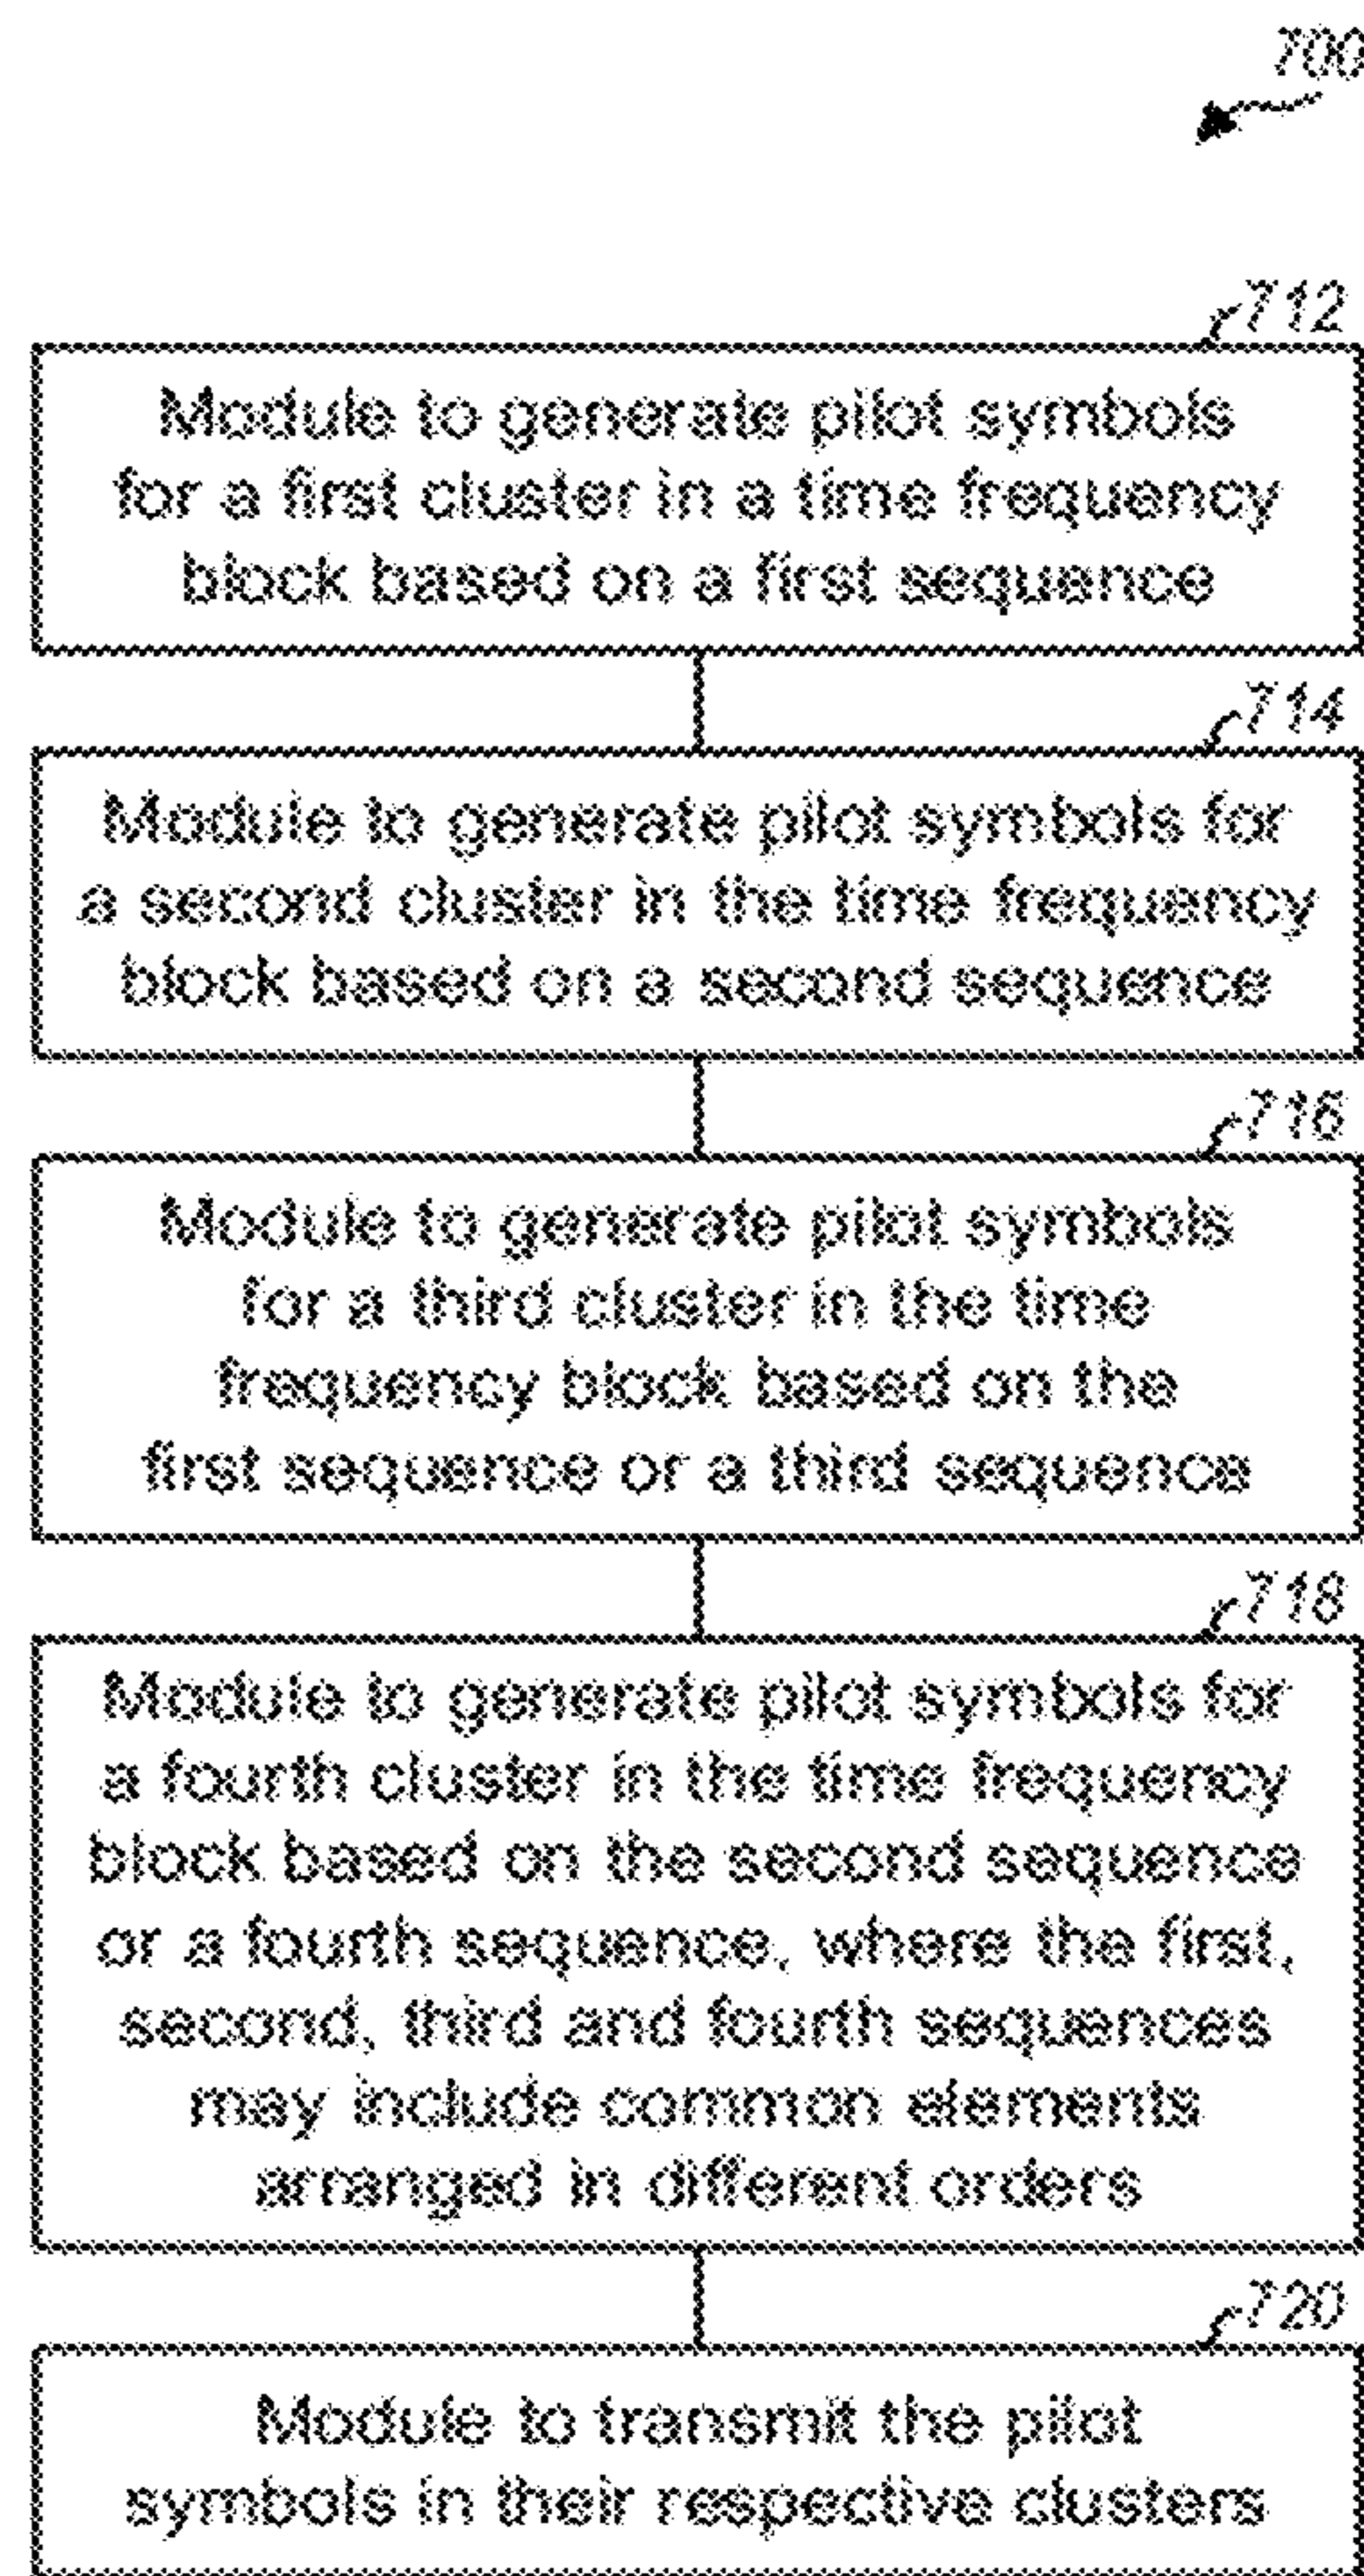 700
712
Module to generate pilot symbols
for a first cluster in a time frequency
block based on a first sequence
714
Module to generate pilot symbols for
a second cluster in the time frequency
block based on a second sequence
716
Module to generate pilot symbols
for a third cluster in the time
frequency block based on the
first sequence or a third sequence
718
Module to generate pilot symbols for
a fourth cluster in the time frequency
block based on the second sequence
or a fourth sequence, where the first,
second, third and fourth sequences
may include common elements
arranged in different orders
720
Module to transmit the pilot
symbols in their respective clusters